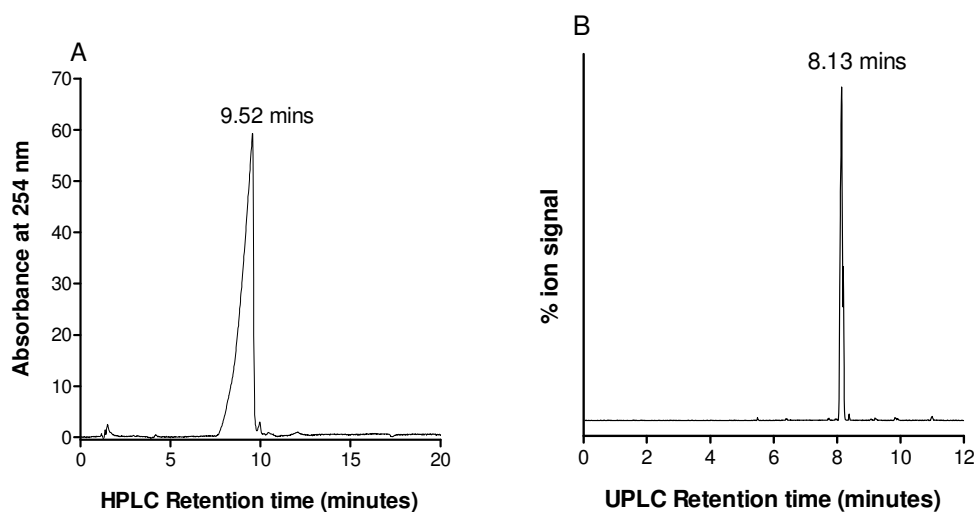 A
9.52 mins
Absorbance at 254 nm
70
60
50
40
30
20
10
0
0 5 10 15 20
HPLC Retention time (minutes)
B
8.13 mins
% ion signal
0 2 4 6 8 10 12
UPLC Retention time (minutes)